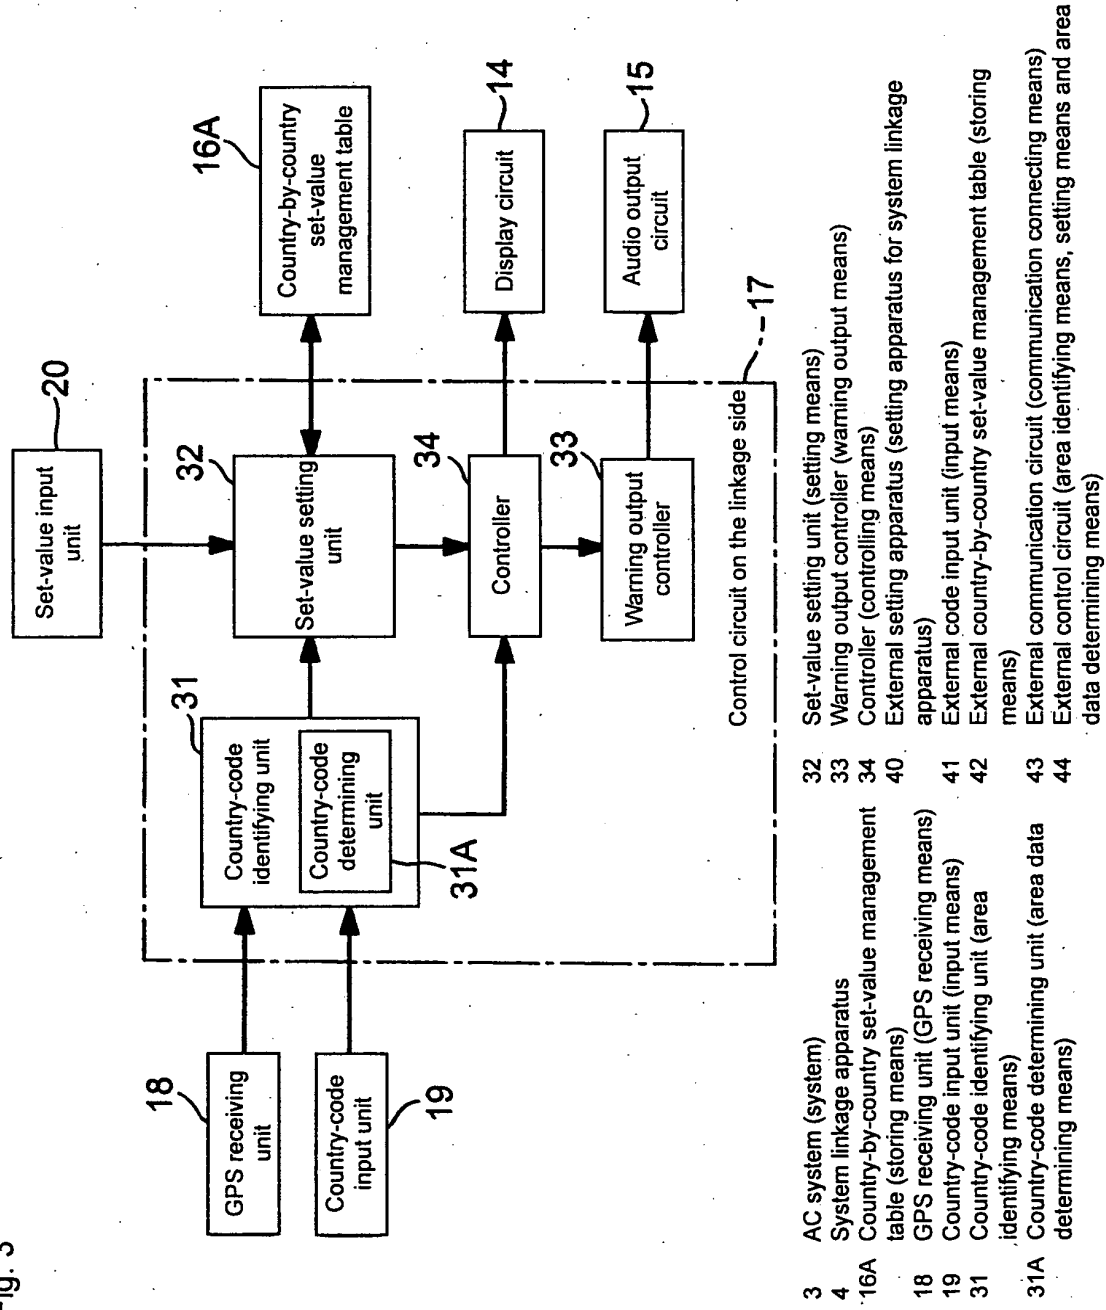 Fig. 3
18
GPS receiving
unit
19
Country-code
input unit
31
Country-code
identifying unit
Country-code
determining
unit
31A
20
Set-value input
unit
32
Set-value setting
unit
34
Controller
33
Warning output
controller
16A
Country-by-country
set-value
management table
14
Display circuit
15
Audio output
circuit
Control circuit on the linkage side
17
3 AC system (system)
4 System linkage apparatus
16A Country-by-country set-value management
table (storing means)
18 GPS receiving unit (GPS receiving means)
19 Country-code input unit (input means)
31 Country-code identifying unit (area
identifying means)
31A Country-code determining unit (area data
determining means)
32 Set-value setting unit (setting means)
33 Warning output controller (warning output means)
34 Controller (controlling means)
40 External setting apparatus (setting apparatus for system linkage
apparatus)
41 External code input unit (input means)
42 External country-by-country set-value management table (storing
means)
43 External communication circuit (communication connecting means)
44 External control circuit (area identifying means, setting means and area
data determining means)